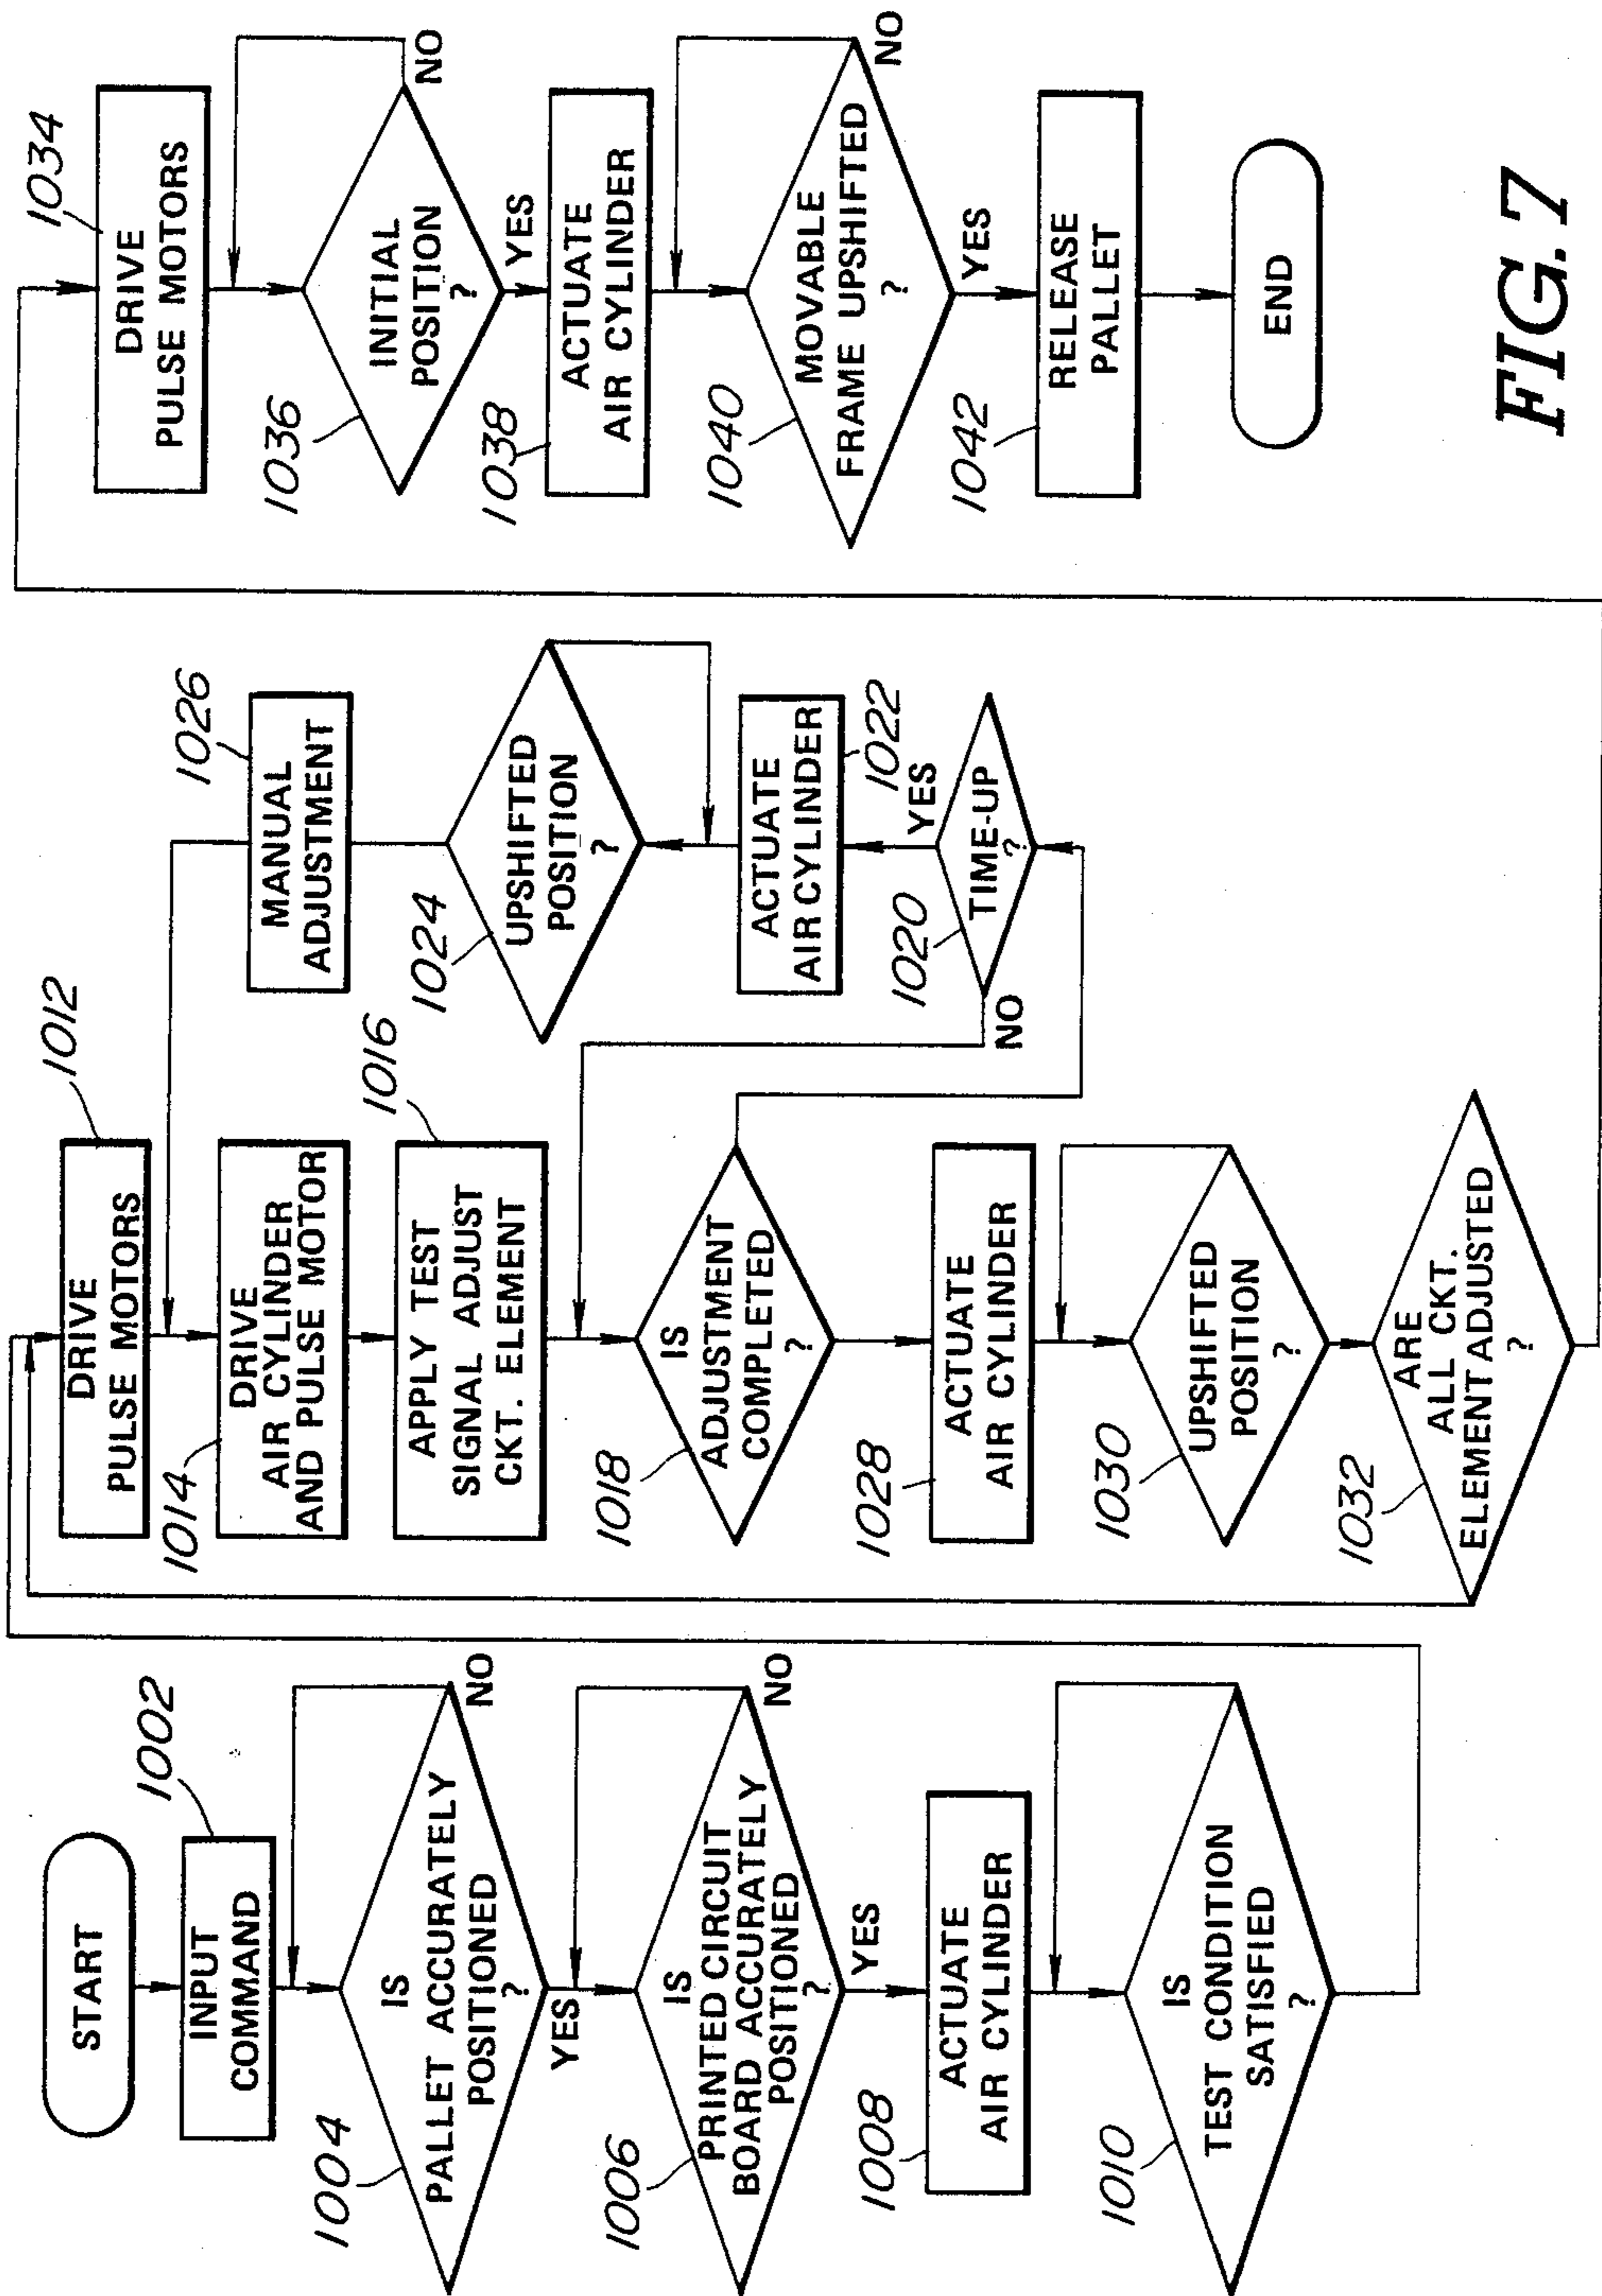 START
INPUT
COMMAND
1002
IS
PALLET ACCURATELY
POSITIONED
?
1004
NO
YES
IS
PRINTED CIRCUIT
BOARD ACCURATELY
POSITIONED
?
1006
NO
YES
ACTUATE
AIR CYLINDER
1008
IS
TEST CONDITION
SATISFIED
?
1010
DRIVE
PULSE MOTORS
1012
DRIVE
AIR CYLINDER
AND PULSE MOTOR
1014
APPLY TEST
SIGNAL ADJUST
CKT. ELEMENT
1016
IS
ADJUSTMENT
COMPLETED
?
1018
ACTUATE
AIR CYLINDER
1028
UPSHIFTED
POSITION
?
1030
ARE
ALL CKT.
ELEMENT ADJUSTED
?
1032
MANUAL
ADJUSTMENT
1026
UPSHIFTED
POSITION
?
1024
ACTUATE
AIR CYLINDER
1022
YES
TIME-UP
?
1020
NO
DRIVE
PULSE MOTORS
1034
INITIAL
POSITION
?
1036
NO
YES
ACTUATE
AIR CYLINDER
1038
MOVABLE
FRAME UPSHIFTED
?
1040
NO
YES
RELEASE
PALLET
1042
END
FIG. 7